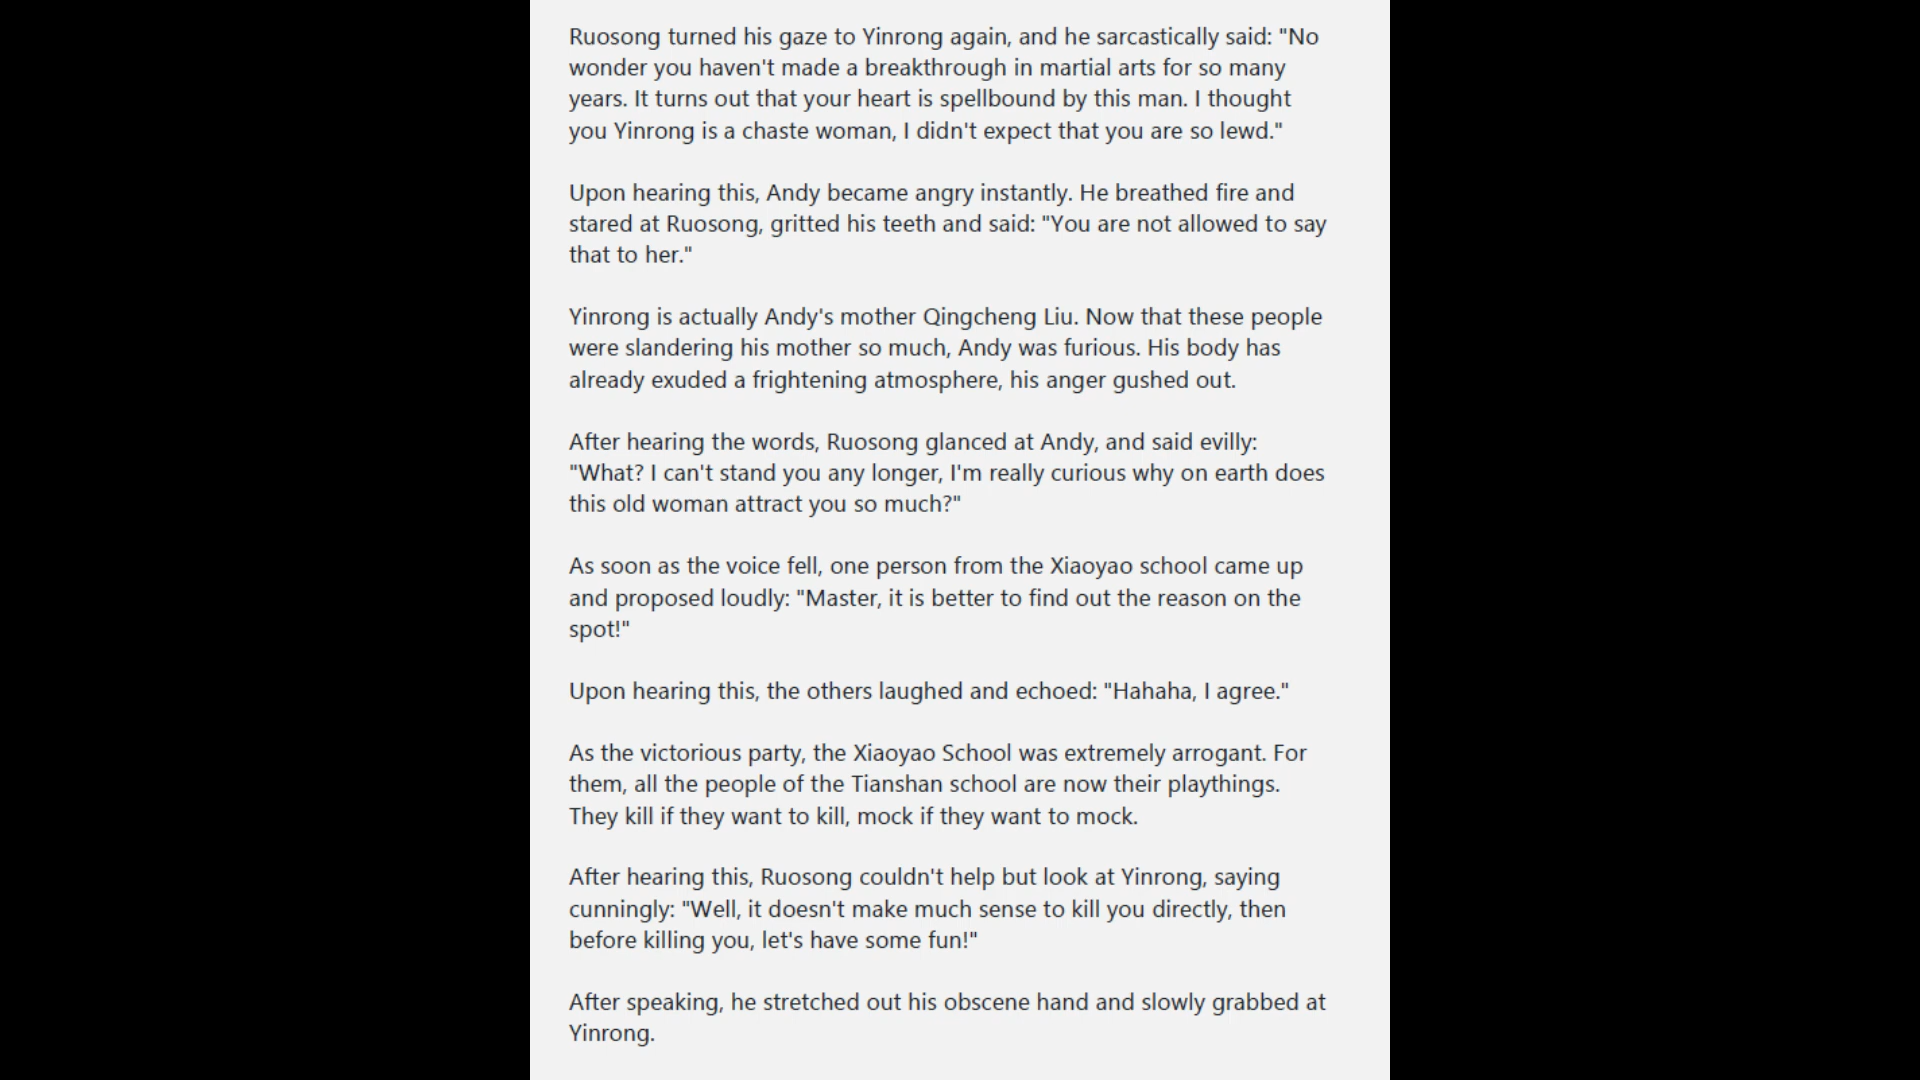 Ruosong turned his gaze to Yinrong again, and he sarcastically said: "No
wonder you haven't made a breakthrough in martial arts for so many
years. It turns out that your heart is spellbound by this man. I thought
you Yinrong is a chaste woman, I didn't expect that you are so lewd."
Upon hearing this, Andy became angry instantly. He breathed fire and
stared at Ruosong, gritted his teeth and said: "You are not allowed to say
that to her."
Yinrong is actually Andy's mother Qingcheng Liu. Now that these people
were slandering his mother so much, Andy was furious. His body has
already exuded a frightening atmosphere, his anger gushed out.
After hearing the words, Ruosong glanced at Andy, and said evilly:
"What? I can't stand you any longer, I'm really curious why on earth does
this old woman attract you so much?"
As soon as the voice fell, one person from the Xiaoyao school came up
and proposed loudly: "Master, it is better to find out the reason on the
spot!"
Upon hearing this, the others laughed and echoed: "Hahaha, I agree."
As the victorious party, the Xiaoyao School was extremely arrogant. For
them, all the people of the Tianshan school are now their playthings.
They kill if they want to kill, mock if they want to mock.
After hearing this, Ruosong couldn't help but look at Yinrong, saying
cunningly: "Well, it doesn't make much sense to kill you directly, then
before killing you, let's have some fun!"
After speaking, he stretched out his obscene hand and slowly grabbed at
Yinrong.